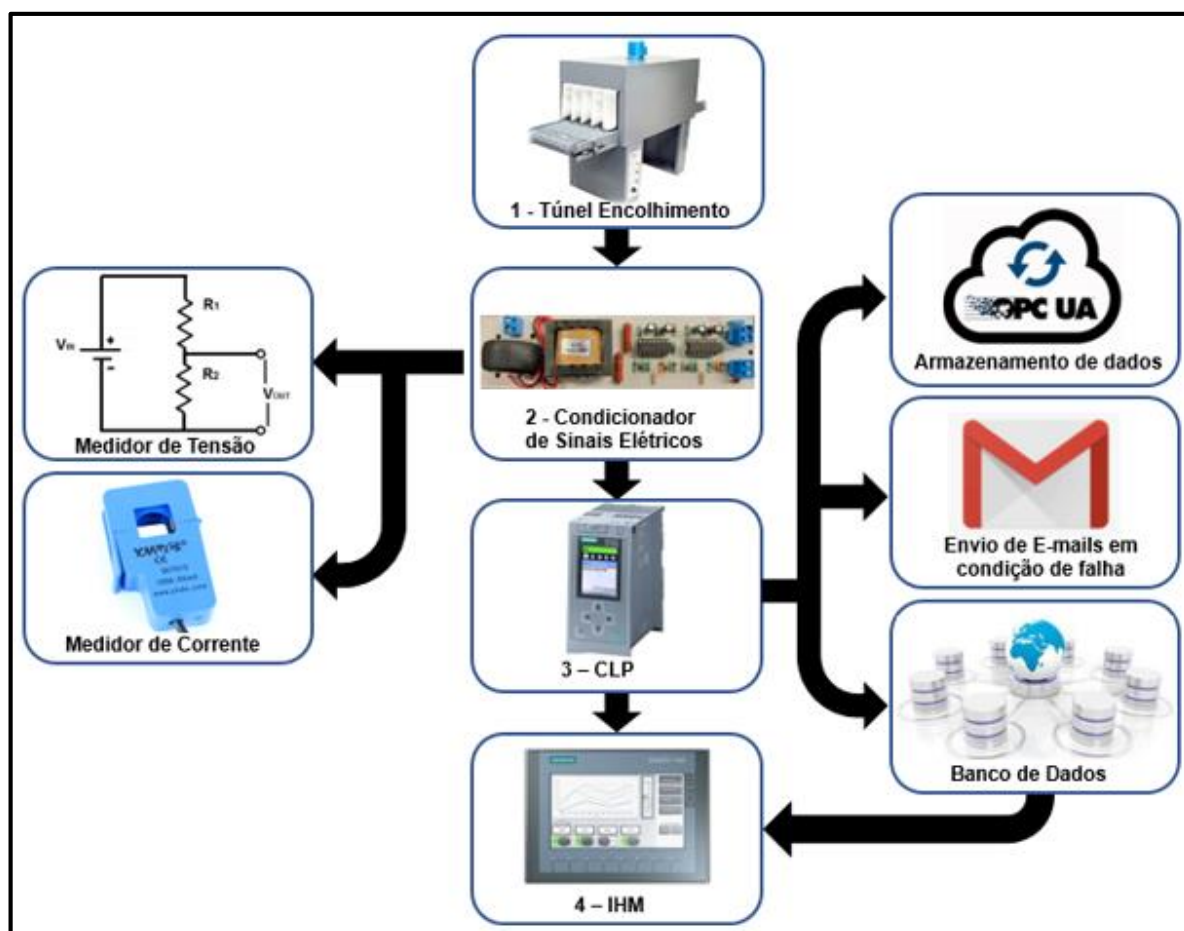 1 - Túnel Encolhimento
R1
VIN
+
-
R2
VOUT
Medidor de Tensão
2 - Condicionador
de Sinais Elétricos
OPC UA
Armazenamento de dados
Medidor de Corrente
3 – CLP
Envio de E-mails em
condição de falha
SIEMENS
4 – IHM
Banco de Dados